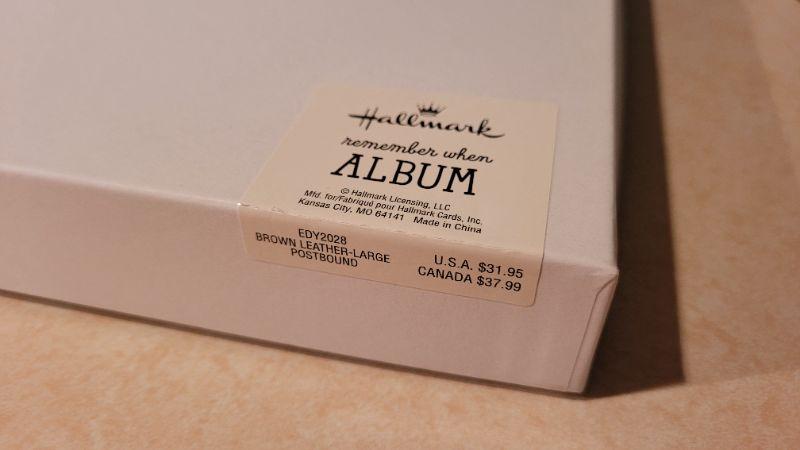 Hallmark
remember when
ALBUM
© Hallmark Licensing, LLC
Mfd. for/Fabriqué pour Hallmark Cards, Inc.
Kansas City, MO 64141 Made in China
EDY2028
BROWN LEATHER-LARGE
POSTBOUND
U.S.A. $31.95
CANADA $37.99